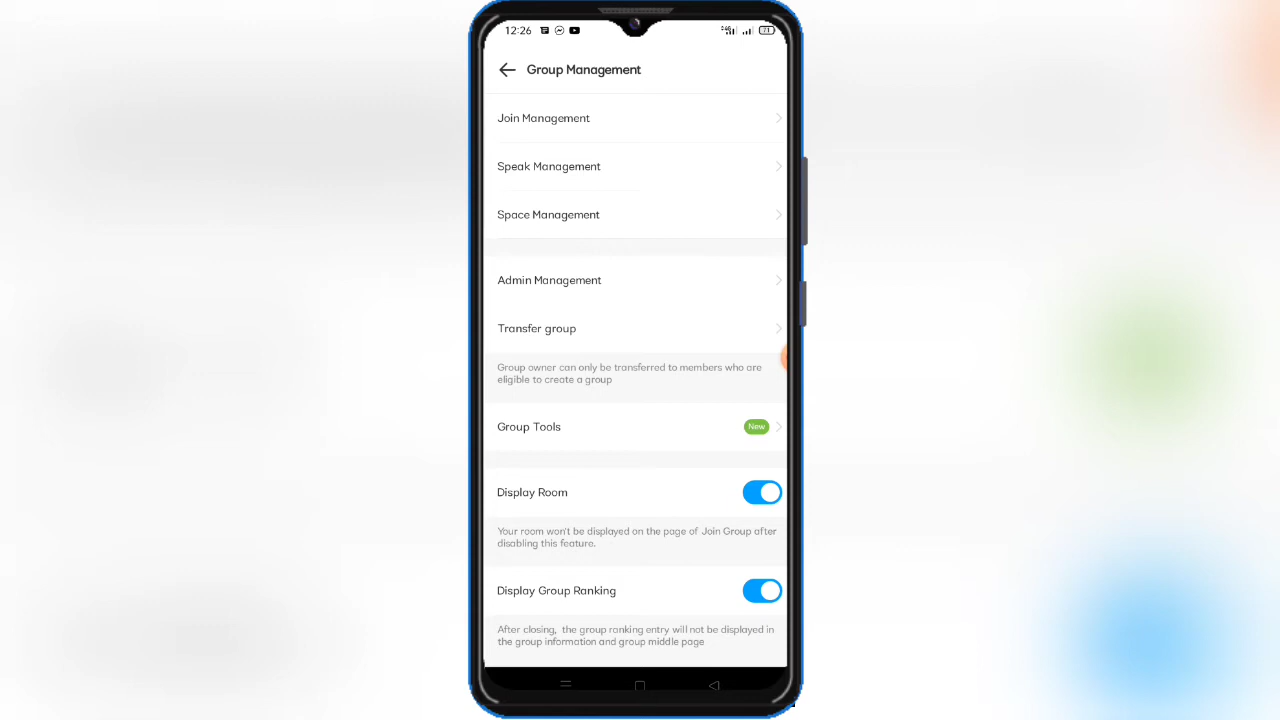 12:26
71
Group Management
Join Management
Speak Management
Space Management
Admin Management
Transfer group
Group owner can only be transferred to members who are
eligible to create a group
Group Tools
New
Display Room
Your room won't be displayed on the page of Join Group after
disabling this feature.
Display Group Ranking
After closing, the group ranking entry will not be displayed in
the group information and group middle page